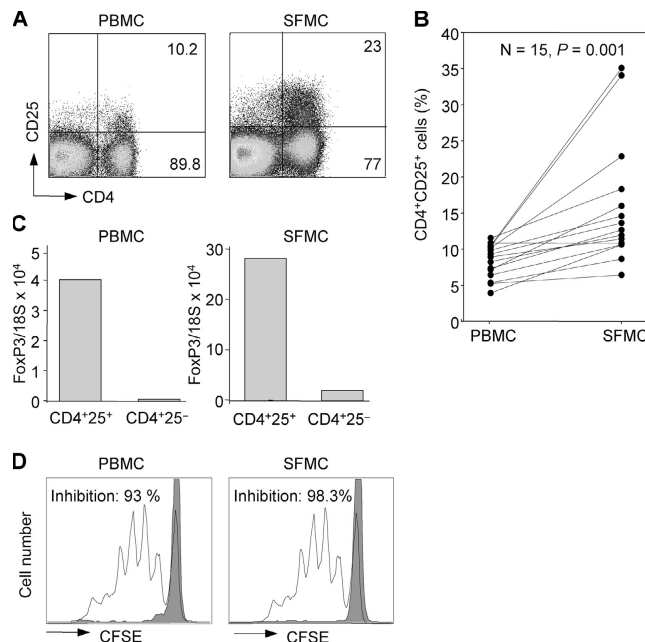 A
PBMC
SFMC
10.2
89.8
23
77
CD25
CD4
B
N = 15, P = 0.001
CD4+CD25+ cells (%)
40
35
30
25
20
15
10
5
0
PBMC
SFMC
C
PBMC
FoxP3/18S x 10⁴
5
4
3
2
1
0
CD4⁺25⁺
CD4⁺25⁻
SFMC
FoxP3/18S x 10⁴
30
20
10
0
CD4⁺25⁺
CD4⁺25⁻
D
PBMC
SFMC
Inhibition: 93 %
Inhibition: 98.3%
Cell number
CFSE
CFSE